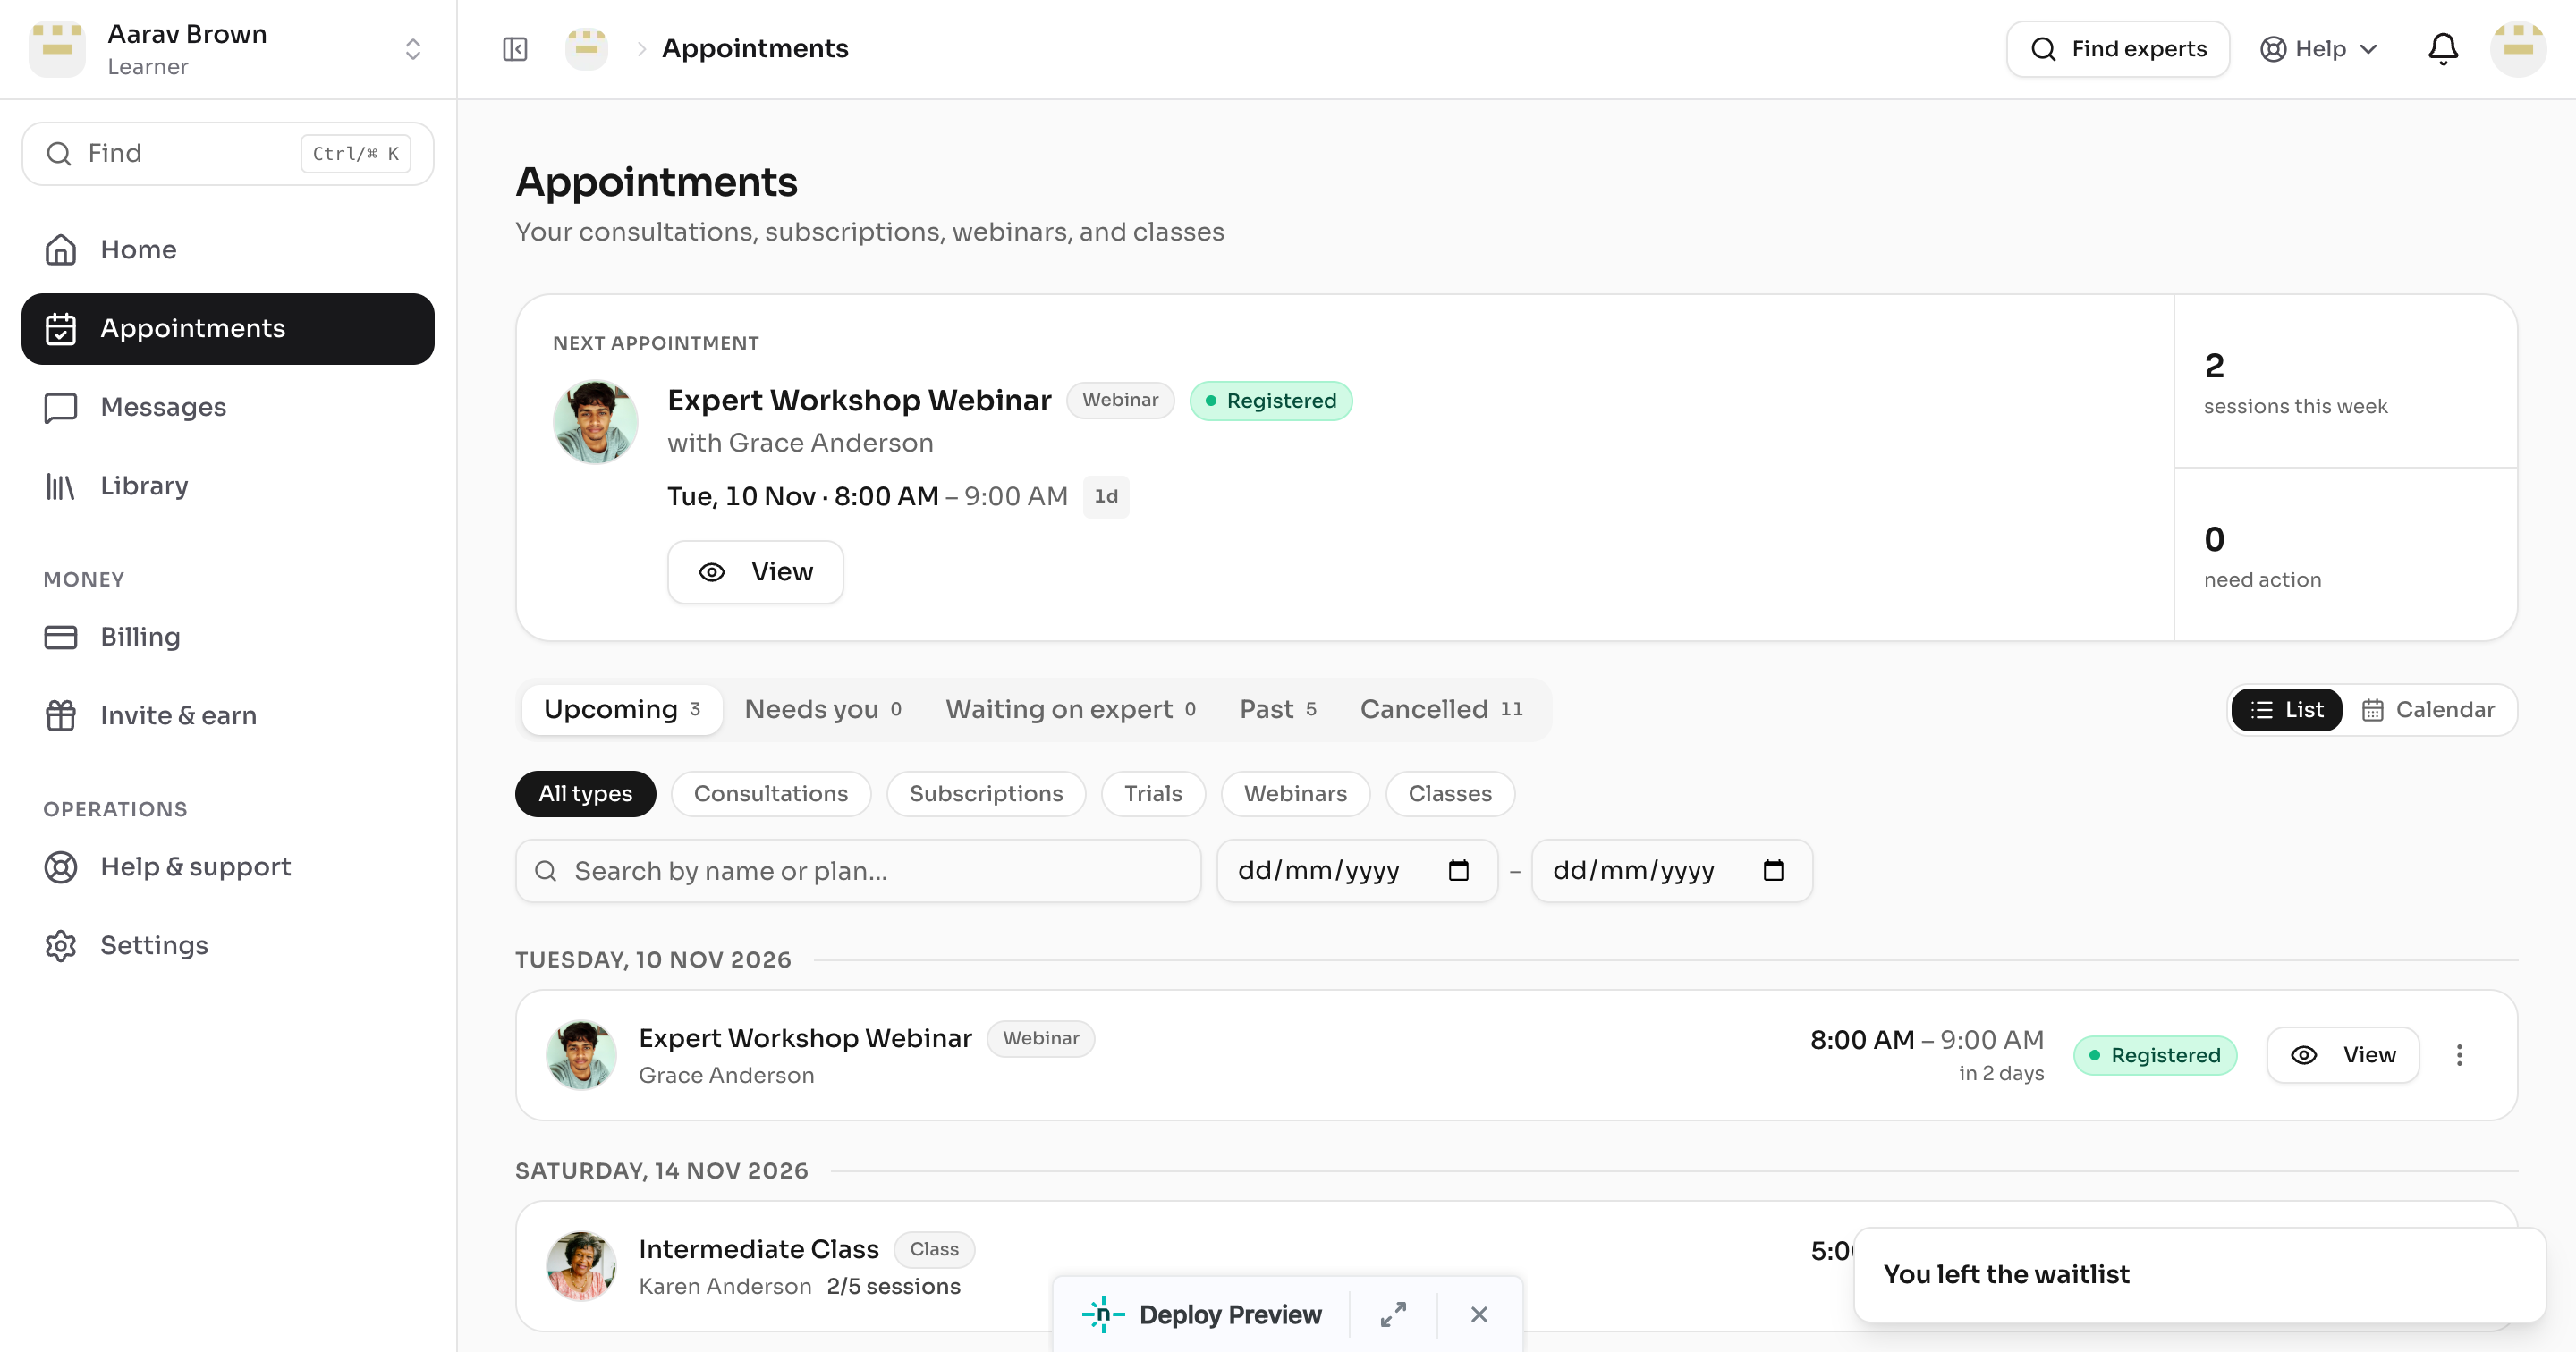 Aarav Brown
Learner
Find
Ctrl/⌘ K
Home
Appointments
Messages
Library
MONEY
Billing
Invite & earn
OPERATIONS
Help & support
Settings
Appointments
Find experts
Help
Appointments
Your consultations, subscriptions, webinars, and classes
NEXT APPOINTMENT
Expert Workshop Webinar Webinar Registered
with Grace Anderson
Tue, 10 Nov · 8:00 AM – 9:00 AM 1d
View
2
sessions this week
0
need action
Upcoming 3 Needs you 0 Waiting on expert 0 Past 5 Cancelled 11
List Calendar
All types Consultations Subscriptions Trials Webinars Classes
Search by name or plan... dd/mm/yyyy – dd/mm/yyyy
TUESDAY, 10 NOV 2026
Expert Workshop Webinar Webinar
Grace Anderson
8:00 AM – 9:00 AM
in 2 days
Registered
View
SATURDAY, 14 NOV 2026
Intermediate Class Class
Karen Anderson 2/5 sessions
You left the waitlist
Deploy Preview